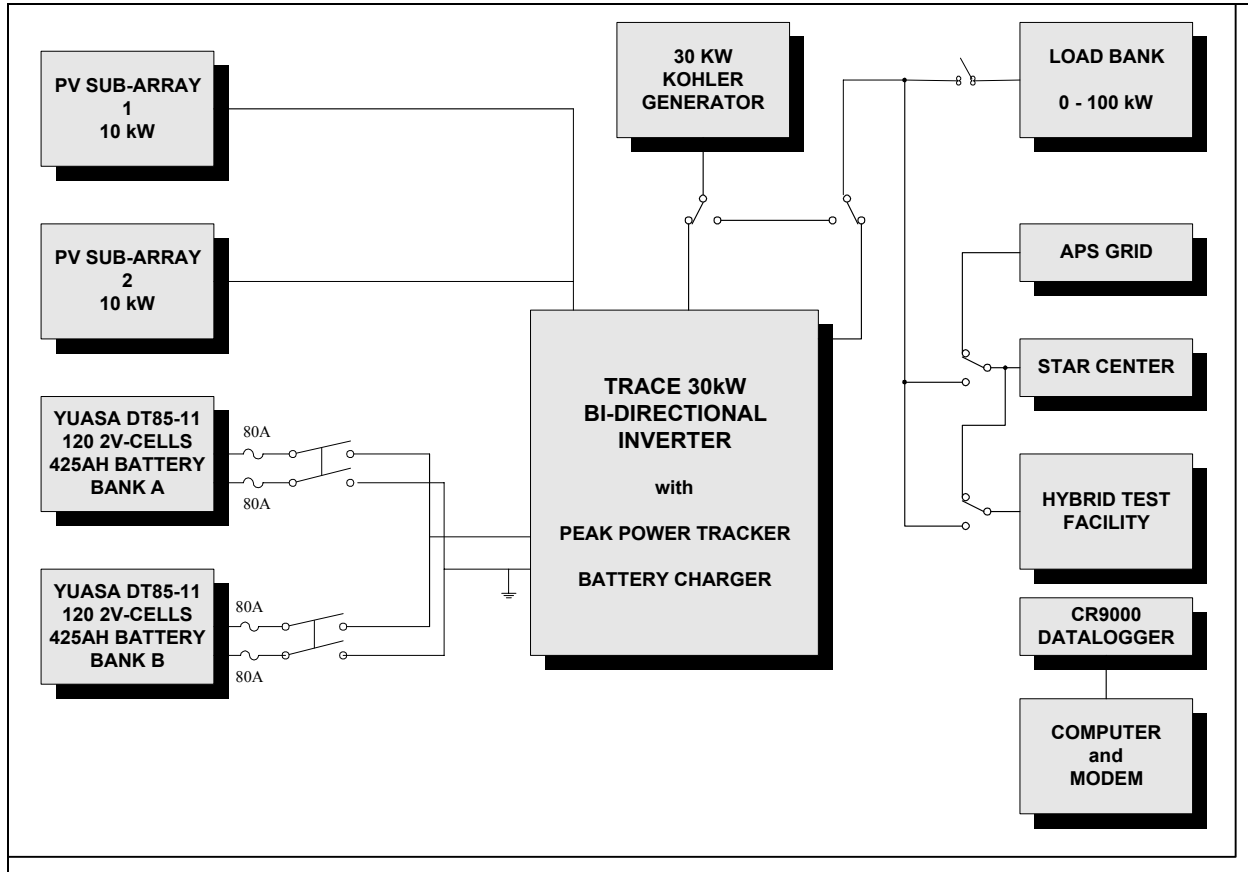 PV SUB-ARRAY
1
10 kW
PV SUB-ARRAY
2
10 kW
YUASA DT85-11
120 2V-CELLS
425AH BATTERY
BANK A
80A
80A
YUASA DT85-11
120 2V-CELLS
425AH BATTERY
BANK B
80A
80A
30 KW
KOHLER
GENERATOR
TRACE 30kW
BI-DIRECTIONAL
INVERTER
with
PEAK POWER TRACKER
BATTERY CHARGER
LOAD BANK
0 - 100 kW
APS GRID
STAR CENTER
HYBRID TEST
FACILITY
CR9000
DATALOGGER
COMPUTER
and
MODEM